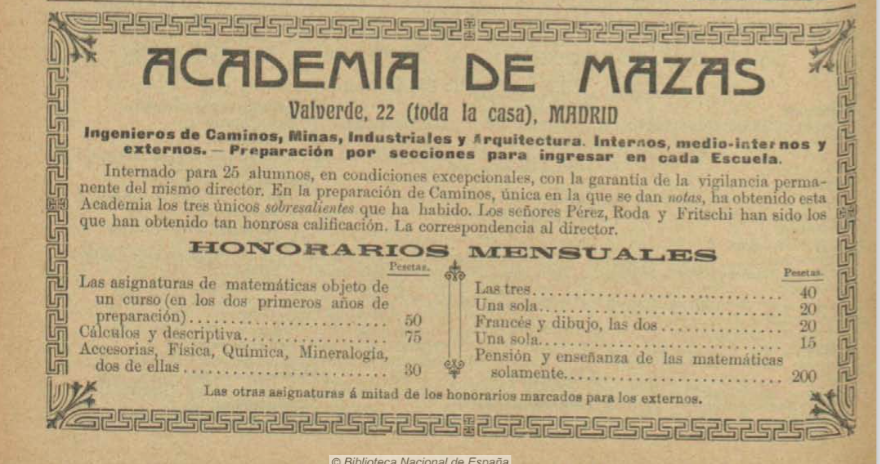 ACADEMIA DE MAZAS
Valverde, 22 (toda la casa), MADRID
Ingenieros de Caminos, Minas, Industriales y Arquitectura. Internos, medio-internos y
externos. — Preparación por secciones para ingresar en cada Escuela.
Internado para 25 alumnos, en condiciones excepcionales, con la garantía de la vigilancia perma-
nente del mismo director. En la preparación de Caminos, única en la que se dan notas, ha obtenido esta
Academia los tres únicos sobresalientes que ha habido. Los señores Pérez, Roda y Fritschi han sido los
que han obtenido tan honrosa calificación. La correspondencia al director.
HONORARIOS MENSUALES
Pesetas.
Las asignaturas de matemáticas objeto de
un curso (en los dos primeros años de
preparación) .................... 50
Cálculos y descriptiva .................... 75
Accesorias, Física, Química, Mineralogía,
dos de ellas .................... 30
Pesetas.
Las tres .................... 40
Una sola .................... 20
Francés y dibujo, las dos .................... 20
Una sola .................... 15
Pensión y enseñanza de las matemáticas
solamente .................... 200
Las otras asignaturas á mitad de los honorarios marcados para los externos.
© Biblioteca Nacional de España